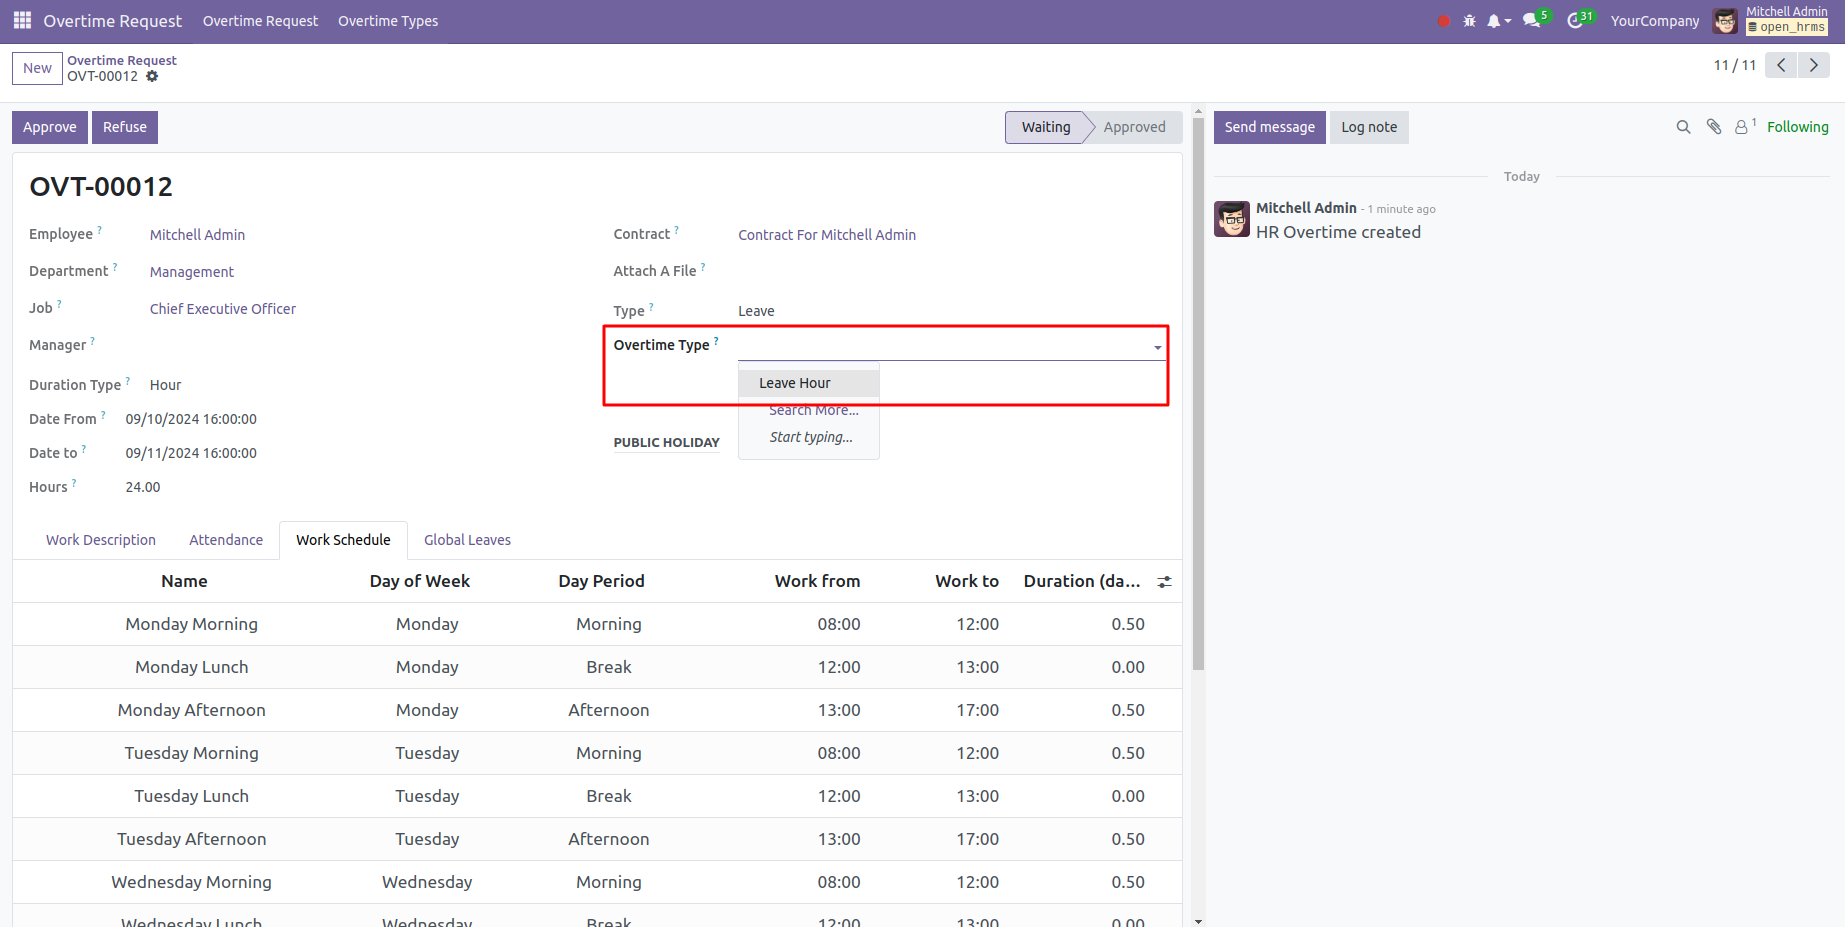 Overtime Request Overtime Request Overtime Types 5 31 YourCompany Mitchell Admin
open_hrms
New Overtime Request
OVT-00012 11 / 11
Approve Refuse Waiting Approved Send message Log note 1 Following
OVT-00012
Today
Mitchell Admin - 1 minute ago
HR Overtime created
Employee ? Mitchell Admin
Department ? Management
Job ? Chief Executive Officer
Manager ?
Duration Type ? Hour
Date From ? 09/10/2024 16:00:00
Date to ? 09/11/2024 16:00:00
Hours ? 24.00
Contract ? Contract For Mitchell Admin
Attach A File ?
Type ? Leave
Overtime Type ?
Leave Hour
Search More...
Start typing...
PUBLIC HOLIDAY
Work Description Attendance Work Schedule Global Leaves
Name Day of Week Day Period Work from Work to Duration (da...
Monday Morning Monday Morning 08:00 12:00 0.50
Monday Lunch Monday Break 12:00 13:00 0.00
Monday Afternoon Monday Afternoon 13:00 17:00 0.50
Tuesday Morning Tuesday Morning 08:00 12:00 0.50
Tuesday Lunch Tuesday Break 12:00 13:00 0.00
Tuesday Afternoon Tuesday Afternoon 13:00 17:00 0.50
Wednesday Morning Wednesday Morning 08:00 12:00 0.50
Wednesday Lunch Wednesday Break 12:00 13:00 0.00